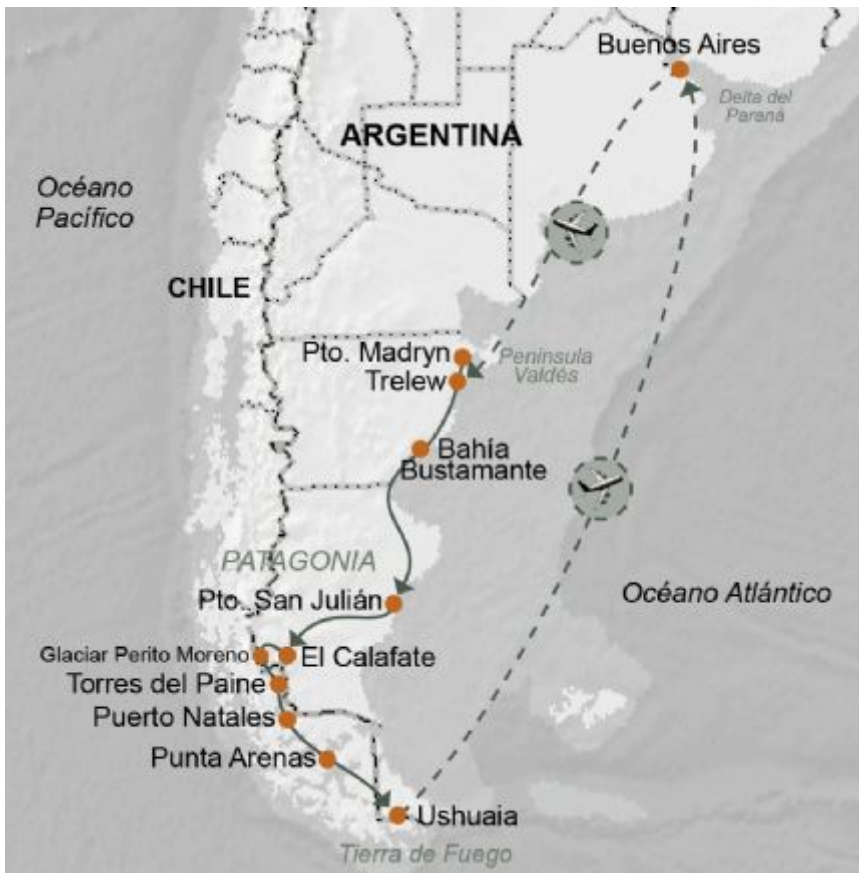 Buenos Aires
Delta del
Paraná
ARGENTINA
Océano
Pacífico
CHILE
Pto. Madryn
Península
Valdés
Trelew
Bahía
Bustamante
PATAGONIA
Pto. San Julián
Océano Atlántico
Glaciar Perito Moreno
El Calafate
Torres del Paine
Puerto Natales
Punta Arenas
Ushuaia
Tierra de Fuego